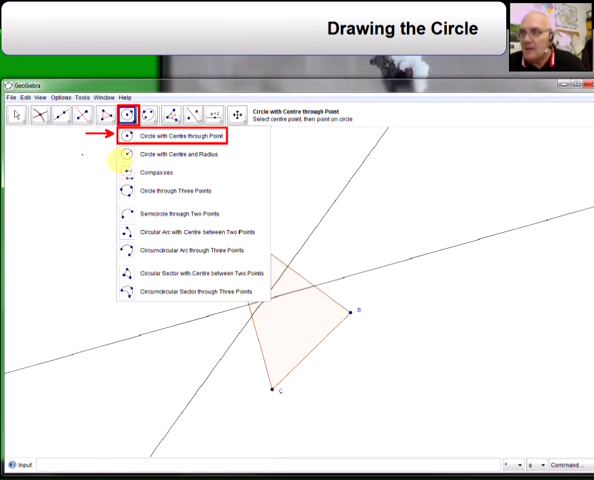 Drawing the Circle
GeoGebra
File Edit View Options Tools Window Help
Circle with Centre through Point
Select centre point, then point on circle
Circle with Centre through Point
Circle with Centre and Radius
Compasses
Circle through Three Points
Semicircle through Two Points
Circular Arc with Centre between Two Points
Circumcircular Arc through Three Points
Circular Sector with Centre between Two Points
Circumcircular Sector through Three Points
B
C
Input
Command...